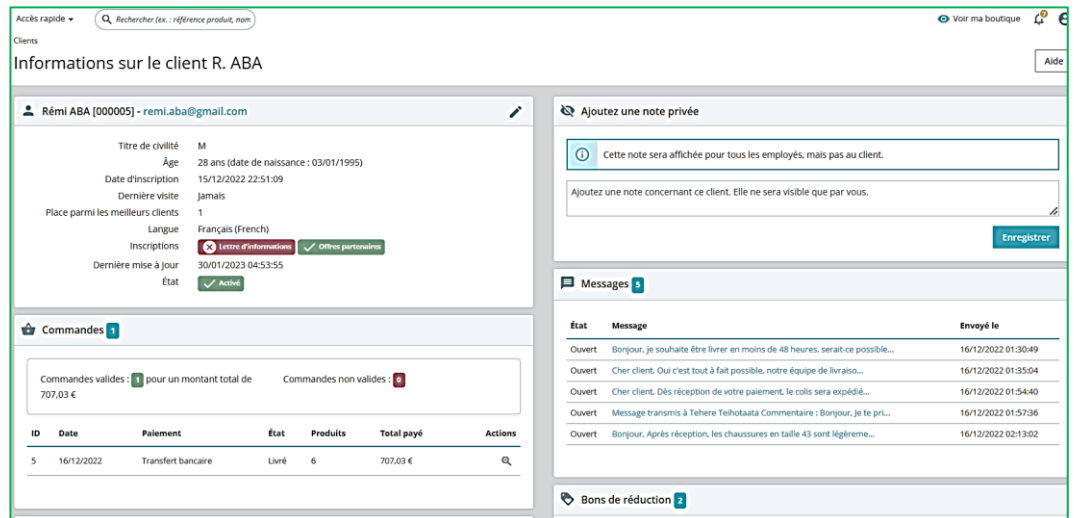 Accès rapide
Rechercher (ex. : référence produit, nom
Voir ma boutique
Clients
Informations sur le client R. ABA
Aide
Rémi ABA [000005] - remi.aba@gmail.com
Titre de civilité M
Âge 28 ans (date de naissance : 03/01/1995)
Date d'inscription 15/12/2022 22:51:09
Dernière visite Jamais
Place parmi les meilleurs clients 1
Langue Français (French)
Inscriptions Lettre d'informations Offres partenaires
Dernière mise à jour 30/01/2023 04:53:55
État Activé
Commandes 1
Commandes valides : 1 pour un montant total de
707,03 €
Commandes non valides : 0
ID Date Paiement État Produits Total payé Actions
5 16/12/2022 Transfert bancaire Livré 6 707,03 €
Ajoutez une note privée
Cette note sera affichée pour tous les employés, mais pas au client.
Ajoutez une note concernant ce client. Elle ne sera visible que par vous.
Enregistrer
Messages 5
État Message Envoyé le
Ouvert Bonjour, je souhaite être livrer en moins de 48 heures, serait-ce possible... 16/12/2022 01:30:49
Ouvert Cher client, Oui c'est tout à fait possible, notre équipe de livraiso... 16/12/2022 01:35:04
Ouvert Cher client, Dès réception de votre paiement, le colis sera expédié... 16/12/2022 01:54:40
Ouvert Message transmis à Tehere Teihotaata Commentaire : Bonjour, Je te pri... 16/12/2022 01:57:36
Ouvert Bonjour, Après réception, les chaussures en taille 43 sont légèreme... 16/12/2022 02:13:02
Bons de réduction 2